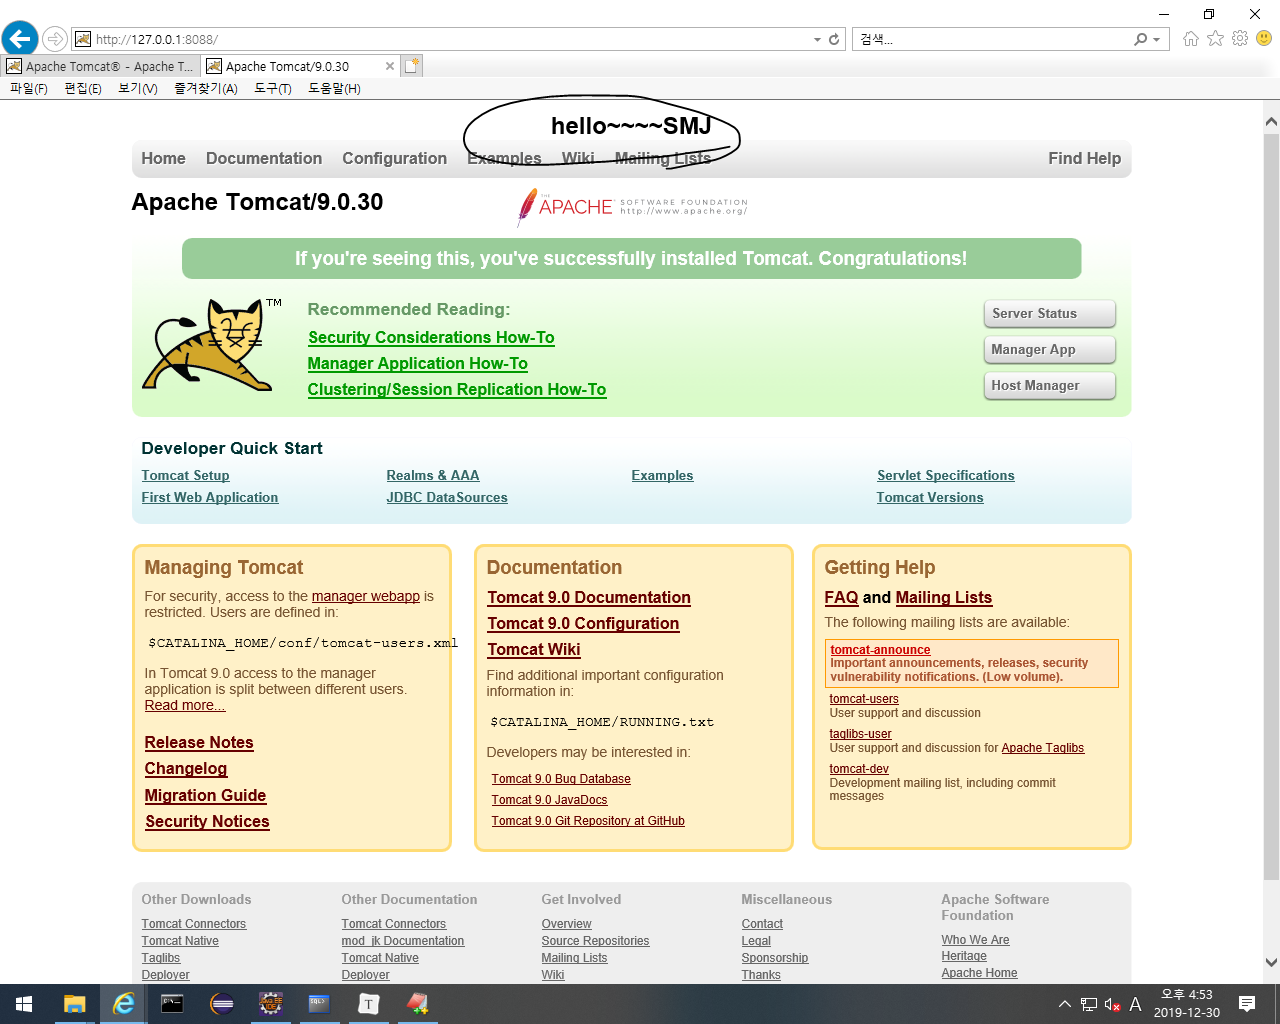 http://127.0.0.1:8088/
검색...
Apache Tomcat® - Apache T...
Apache Tomcat/9.0.30
파일(F) 편집(E) 보기(V) 즐겨찾기(A) 도구(T) 도움말(H)
hello~~~~SMJ
Home Documentation Configuration Examples Wiki Mailing Lists Find Help
Apache Tomcat/9.0.30
THE
APACHE SOFTWARE FOUNDATION
http://www.apache.org/
If you're seeing this, you've successfully installed Tomcat. Congratulations!
TM
Recommended Reading:
Security Considerations How-To
Manager Application How-To
Clustering/Session Replication How-To
Server Status
Manager App
Host Manager
Developer Quick Start
Tomcat Setup Realms & AAA Examples Servlet Specifications
First Web Application JDBC DataSources Tomcat Versions
Managing Tomcat
For security, access to the manager webapp is
restricted. Users are defined in:
$CATALINA_HOME/conf/tomcat-users.xml
In Tomcat 9.0 access to the manager
application is split between different users.
Read more...
Release Notes
Changelog
Migration Guide
Security Notices
Documentation
Tomcat 9.0 Documentation
Tomcat 9.0 Configuration
Tomcat Wiki
Find additional important configuration
information in:
$CATALINA_HOME/RUNNING.txt
Developers may be interested in:
Tomcat 9.0 Bug Database
Tomcat 9.0 JavaDocs
Tomcat 9.0 Git Repository at GitHub
Getting Help
FAQ and Mailing Lists
The following mailing lists are available:
tomcat-announce
Important announcements, releases, security
vulnerability notifications. (Low volume).
tomcat-users
User support and discussion
taglibs-user
User support and discussion for Apache Taglibs
tomcat-dev
Development mailing list, including commit
messages
Other Downloads
Tomcat Connectors
Tomcat Native
Taglibs
Deployer
Other Documentation
Tomcat Connectors
mod_jk Documentation
Tomcat Native
Deployer
Get Involved
Overview
Source Repositories
Mailing Lists
Wiki
Miscellaneous
Contact
Legal
Sponsorship
Thanks
Apache Software
Foundation
Who We Are
Heritage
Apache Home
A
오후 4:53
2019-12-30